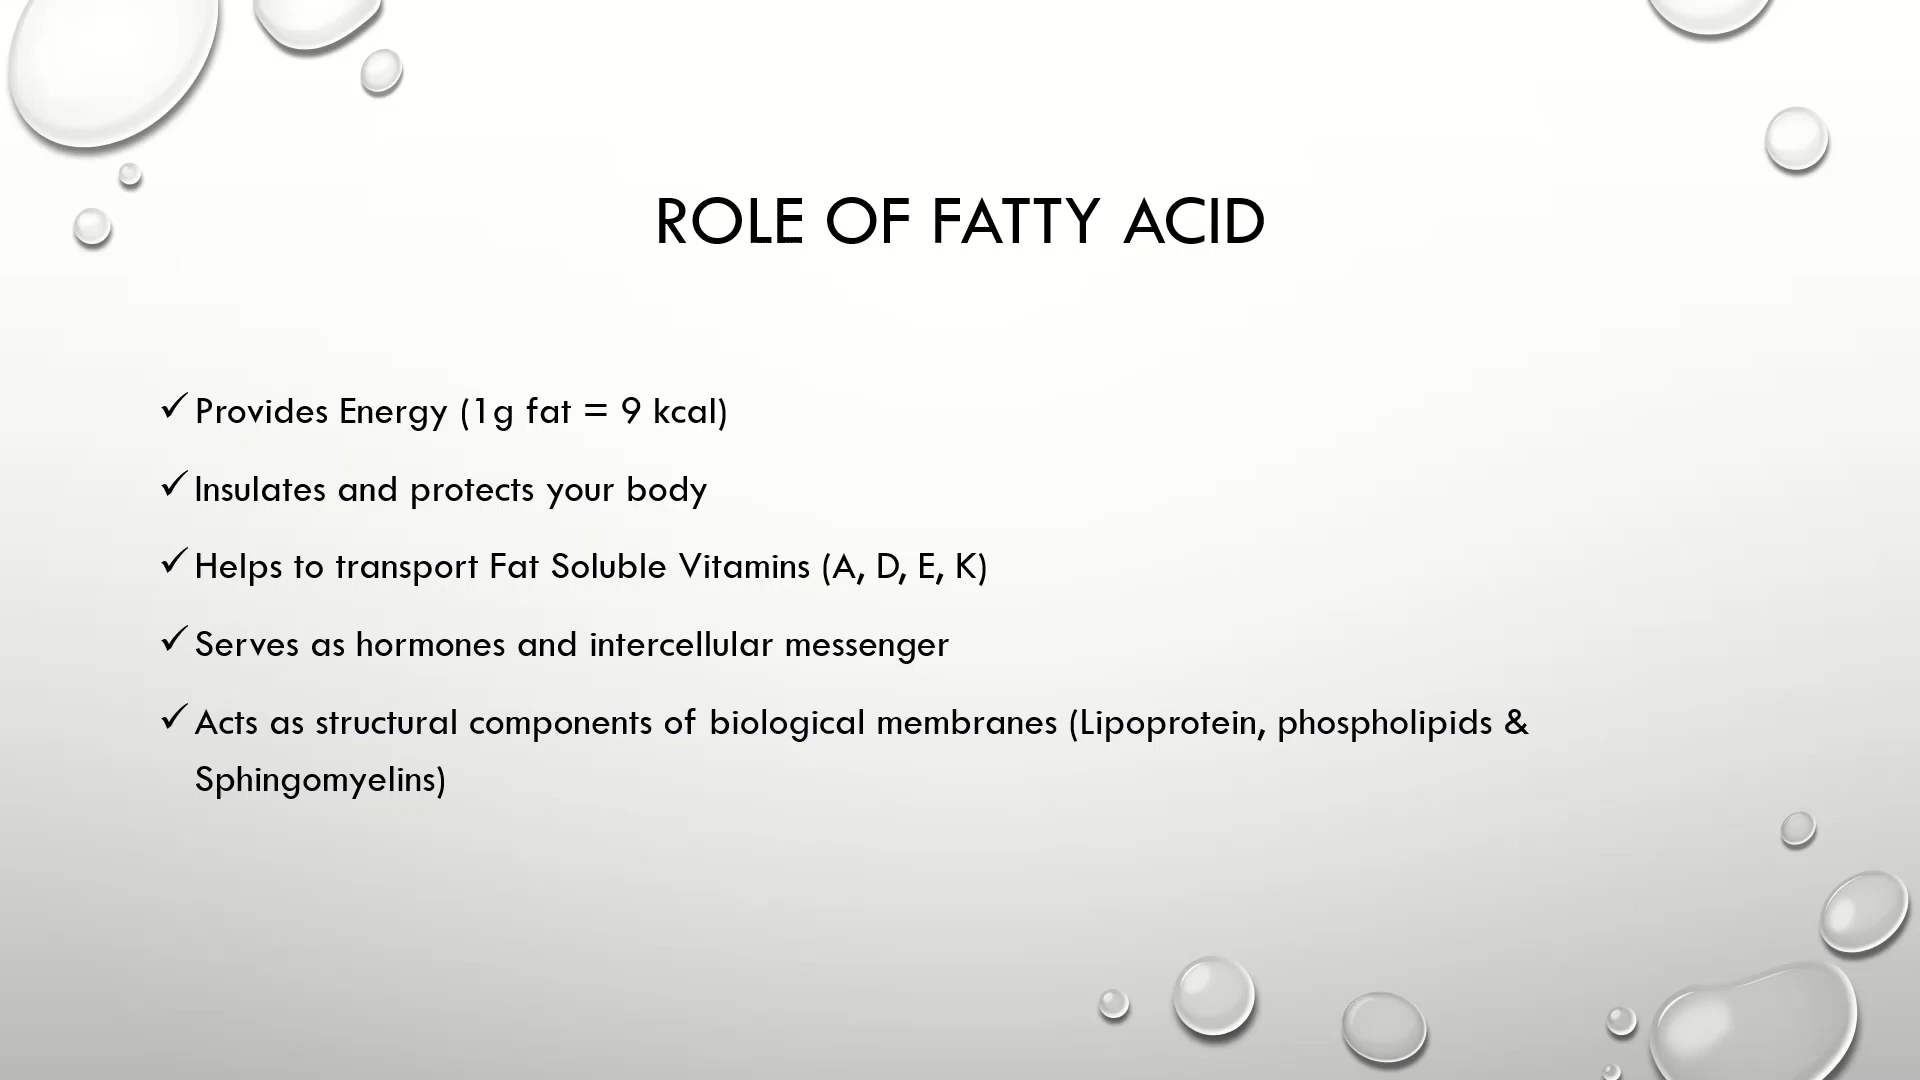 ROLE OF FATTY ACID
✓ Provides Energy (1g fat = 9 kcal)
✓ Insulates and protects your body
✓ Helps to transport Fat Soluble Vitamins (A, D, E, K)
✓ Serves as hormones and intercellular messenger
✓ Acts as structural components of biological membranes (Lipoprotein, phospholipids &
Sphingomyelins)